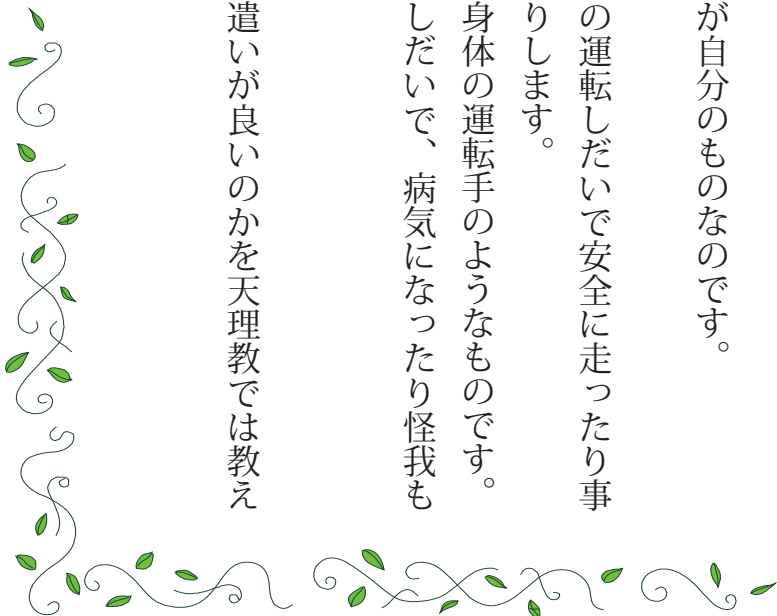 が自分のものなのです。
の運転しだいで安全に走ったり事
りします。
身体の運転手のようなものです。
しだいで、病気になったり怪我も
遣いが良いのかを天理教では教え